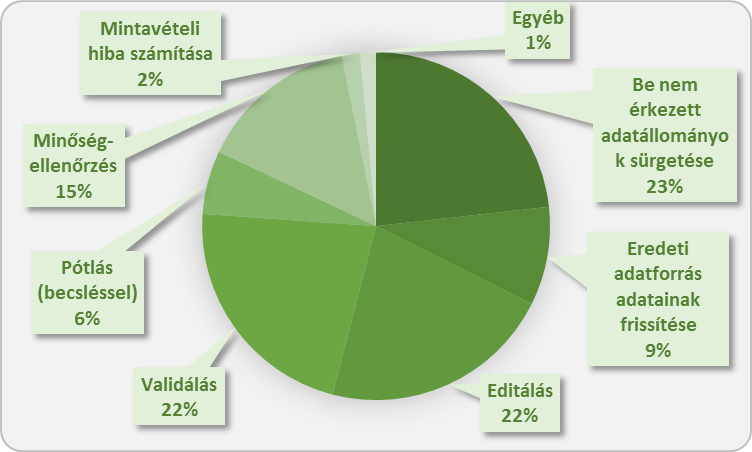 Egyéb
1%
Be nem
érkezett
adatállományo
k sürgetése
23%
Eredeti
adatforrás
adatainak
frissítése
9%
Editálás
22%
Validálás
22%
Pótlás
(becsléssel)
6%
Minőség-
ellenőrzés
15%
Mintavételi
hiba számítása
2%